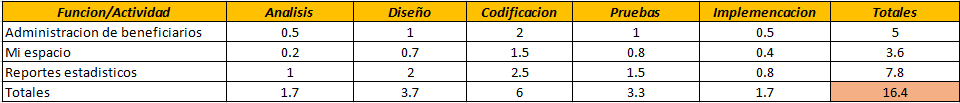 Funcion/Actividad Analisis Diseño Codificacion Pruebas Implemencacion Totales
Administracion de beneficiarios 0.5 1 2 1 0.5 5
Mi espacio 0.2 0.7 1.5 0.8 0.4 3.6
Reportes estadisticos 1 2 2.5 1.5 0.8 7.8
Totales 1.7 3.7 6 3.3 1.7 16.4